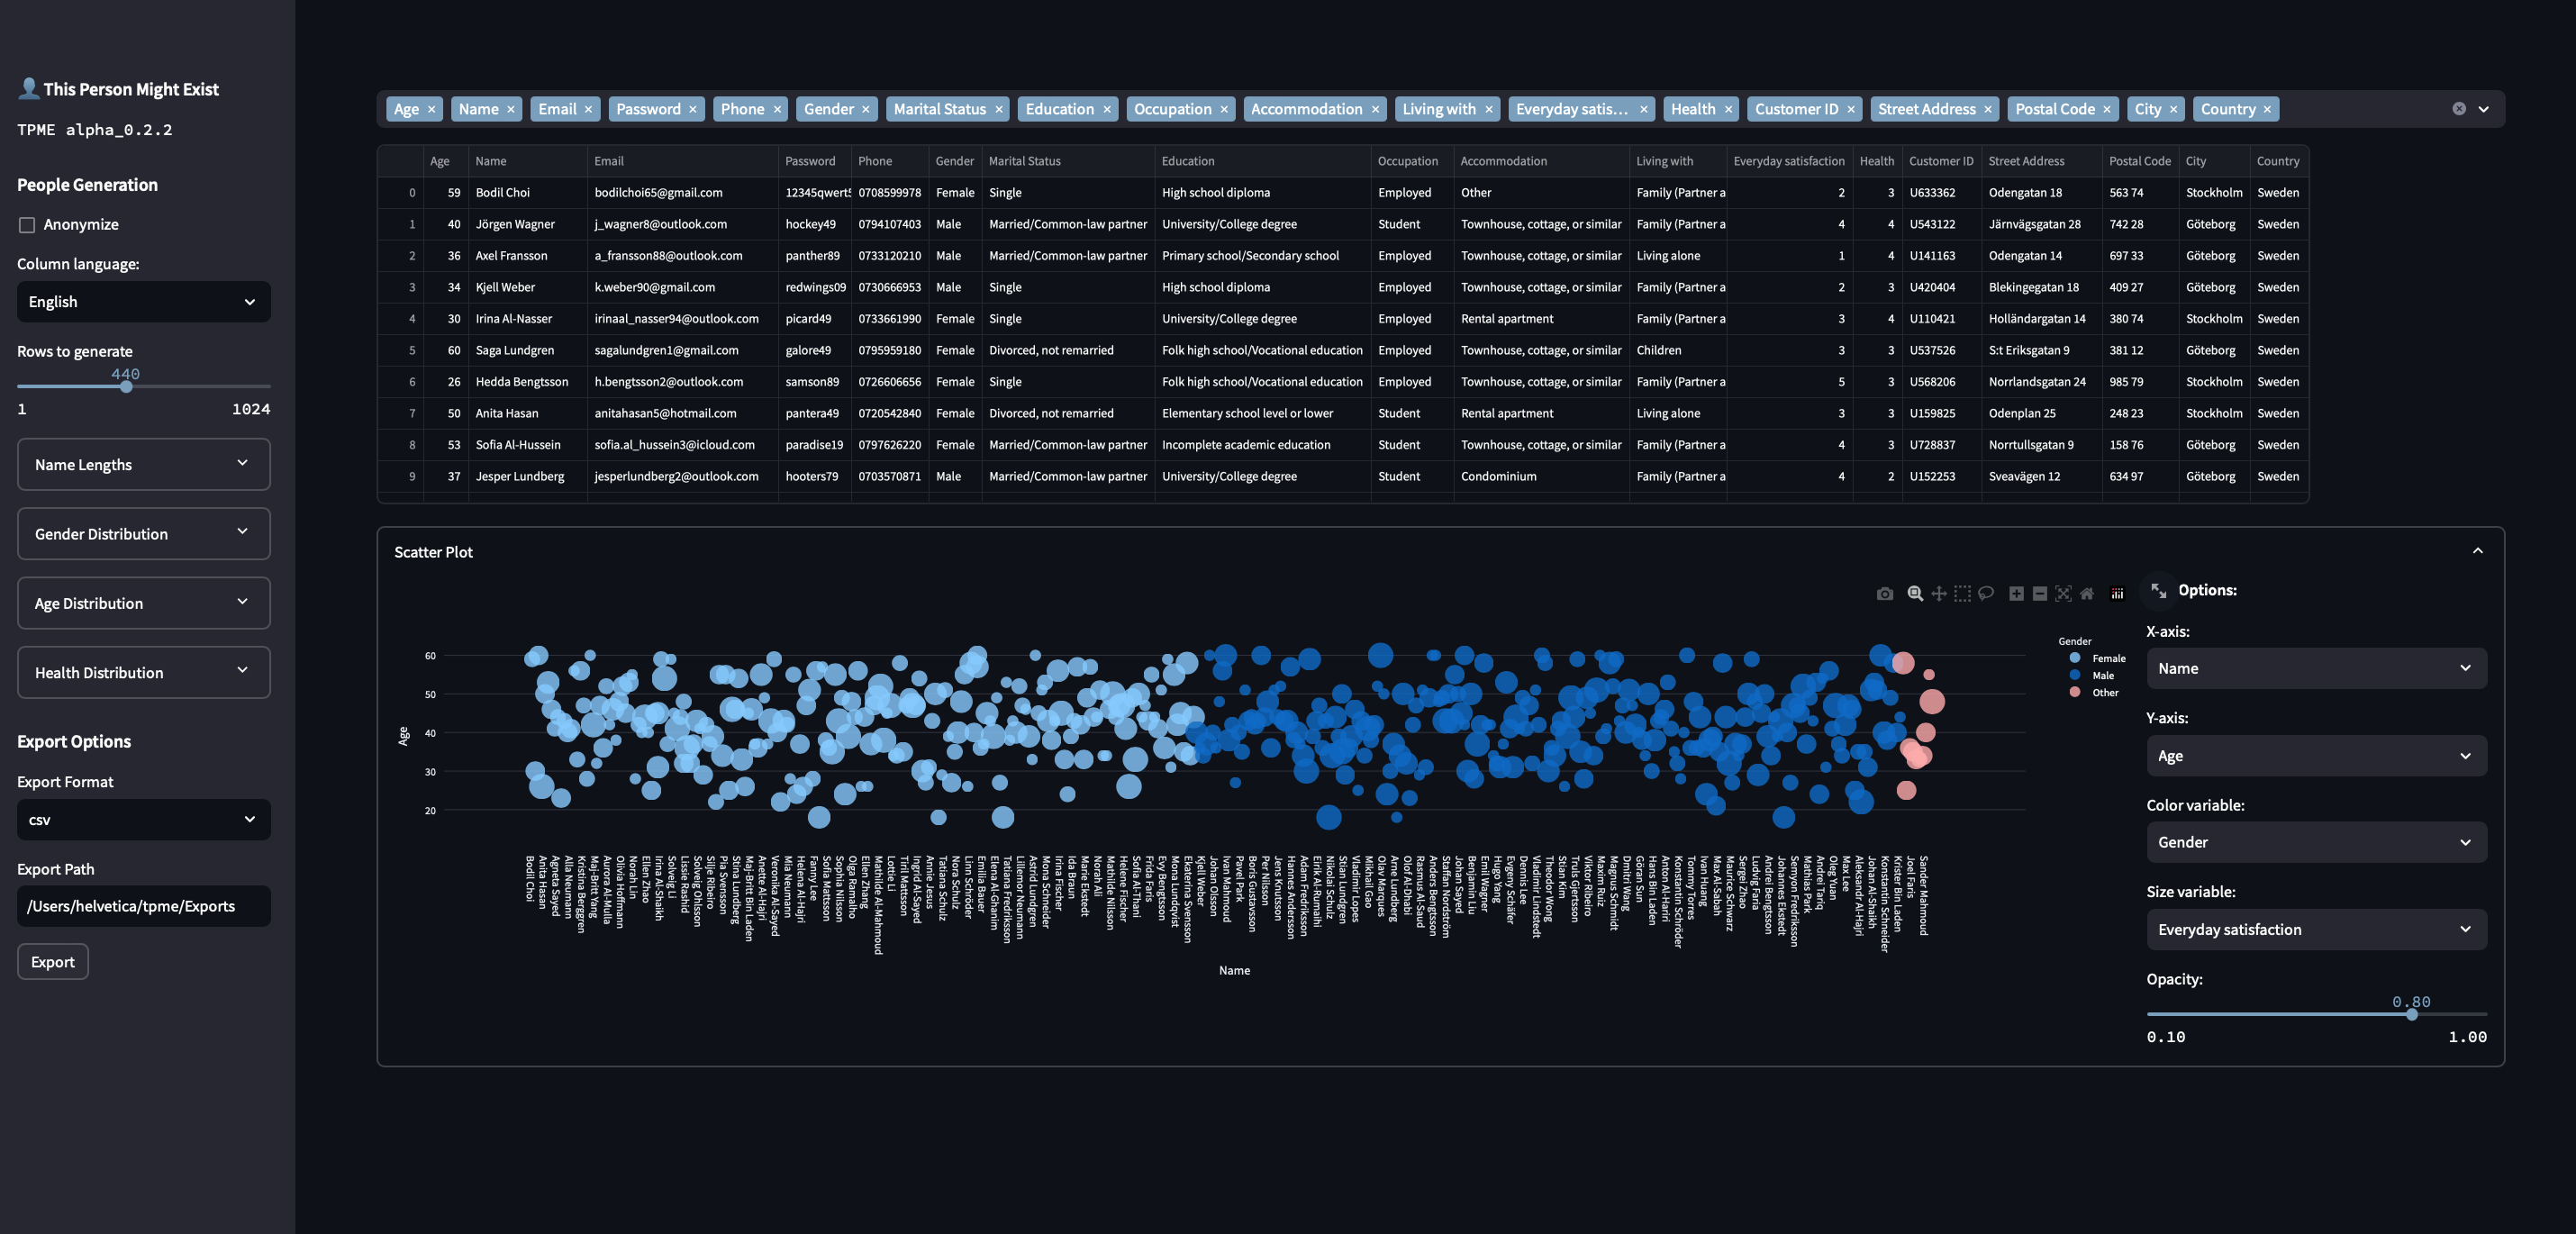 👤 This Person Might Exist
TPME alpha_0.2.2
People Generation
Anonymize
Column language:
English
Rows to generate
440
1 1024
Name Lengths
Gender Distribution
Age Distribution
Health Distribution
Export Options
Export Format
csv
Export Path
/Users/helvetica/tpme/Exports
Export
Age × Name × Email × Password × Phone × Gender × Marital Status × Education × Occupation × Accommodation × Living with × Everyday satis... × Health × Customer ID × Street Address × Postal Code × City × Country ×
Age Name Email Password Phone Gender Marital Status Education Occupation Accommodation Living with Everyday satisfaction Health Customer ID Street Address Postal Code City Country
0 59 Bodil Choi bodilchoi65@gmail.com 12345qwert 0708599978 Female Single High school diploma Employed Other Family (Partner a 2 3 U633362 Odengatan 18 563 74 Stockholm Sweden
1 40 Jörgen Wagner j_wagner8@outlook.com hockey49 0794107403 Male Married/Common-law partner University/College degree Student Townhouse, cottage, or similar Family (Partner a 4 4 U543122 Järnvägsgatan 28 742 28 Göteborg Sweden
2 36 Axel Fransson a_fransson88@outlook.com panther89 0733120210 Male Married/Common-law partner Primary school/Secondary school Employed Townhouse, cottage, or similar Living alone 1 4 U141163 Odengatan 14 697 33 Göteborg Sweden
3 34 Kjell Weber k.weber90@gmail.com redwings09 0730666953 Male Single High school diploma Employed Townhouse, cottage, or similar Family (Partner a 2 3 U420404 Blekingegatan 18 409 27 Göteborg Sweden
4 30 Irina Al-Nasser irinaal_nasser94@outlook.com picard49 0733661990 Female Single University/College degree Employed Rental apartment Family (Partner a 3 4 U110421 Holländargatan 14 380 74 Stockholm Sweden
5 60 Saga Lundgren sagalundgren1@gmail.com galore49 0795959180 Female Divorced, not remarried Folk high school/Vocational education Employed Townhouse, cottage, or similar Children 3 3 U537526 S:t Eriksgatan 9 381 12 Göteborg Sweden
6 26 Hedda Bengtsson h.bengtsson2@outlook.com samson89 0726606656 Female Single Folk high school/Vocational education Employed Townhouse, cottage, or similar Family (Partner a 5 3 U568206 Norrlandsgatan 24 985 79 Stockholm Sweden
7 50 Anita Hasan anitahasan5@hotmail.com pantera49 0720542840 Female Divorced, not remarried Elementary school level or lower Student Rental apartment Living alone 3 3 U159825 Odenplan 25 248 23 Stockholm Sweden
8 53 Sofia Al-Hussein sofia.al_hussein3@icloud.com paradise19 0797626220 Female Married/Common-law partner Incomplete academic education Student Townhouse, cottage, or similar Family (Partner a 4 3 U728837 Norrtullsgatan 9 158 76 Göteborg Sweden
9 37 Jesper Lundberg jesperlundberg2@outlook.com hooters79 0703570871 Male Married/Common-law partner University/College degree Student Condominium Family (Partner a 4 2 U152253 Sveavägen 12 634 97 Göteborg Sweden
Scatter Plot
60
50
40
30
20
Age
Bodil Choi
Anita Hasan
Agneta Sayed
Alla Neumann
Kristina Berggren
Maj-Britt Yang
Aurora Al-Mulla
Olivia Hoffmann
Norah Lin
Ellen Zhao
Irina Al-Shaikh
Solveig Li
Lissie Rashid
Solveig Ohlsson
Silje Ribeiro
Pia Svensson
Stina Lundberg
Maj-Britt Bin Laden
Anette Al-Hajri
Veronika Al-Sayed
Mia Neumann
Helena Al-Hajri
Fanny Lee
Sofia Mattsson
Sophia Nilsson
Olga Ramalho
Ellen Zhang
Mathilde Al-Mahmoud
Lottie Li
Tiril Mattsson
Ingrid Al-Sayed
Annie Jesus
Tatiana Schulz
Nora Schulz
Linn Schröder
Emilia Bauer
Elena Al-Ghanim
Tatiana Fredriksson
Lillemor Neumann
Astrid Lundgren
Mona Schneider
Irina Fischer
Ida Braun
Marie Ekstedt
Norah Ali
Mathilde Nilsson
Helene Fischer
Sofia Al-Thani
Frida Faris
Evy Bengtsson
Mona Lundqvist
Ekaterina Svensson
Kjell Weber
Johan Olsson
Ivan Mahmoud
Pavel Park
Boris Gustavsson
Per Nilsson
Jens Knutsson
Hannes Andersson
Adam Fredriksson
Eirik Al-Rumaihi
Nikolai Schulz
Stian Lundgren
Vladimir Lopes
Mikhail Gao
Olav Marques
Arne Lundberg
Olof Al-Dhabi
Rasmus Al-Saud
Anders Bengtsson
Staffan Nordström
Johan Sayed
Benjamin Liu
Emil Wagner
Hugo Yang
Evgeny Schäfer
Dennis Lee
Vladimir Lindstedt
Theodor Wong
Stian Kim
Truls Gjertsson
Viktor Ribeiro
Maxim Ruiz
Magnus Schmidt
Dmitri Wang
Göran Sun
Hans Bin Laden
Anton Al-Hariri
Konstantin Schröder
Tommy Torres
Ivan Huang
Max Al-Sabah
Maurice Schwarz
Sergei Zhao
Ludvig Faria
Andrei Bengtsson
Johannes Ekstedt
Semyon Fredriksson
Mathias Park
Andrei Tariq
Oleg Yuan
Max Lee
Aleksandr Al-Hajri
Johan Al-Shaikh
Konstantin Schneider
Krister Bin Laden
Joel Faris
Sander Mahmoud
Name
Gender
Female
Male
Other
Options:
X-axis:
Name
Y-axis:
Age
Color variable:
Gender
Size variable:
Everyday satisfaction
Opacity:
0.80
0.10 1.00